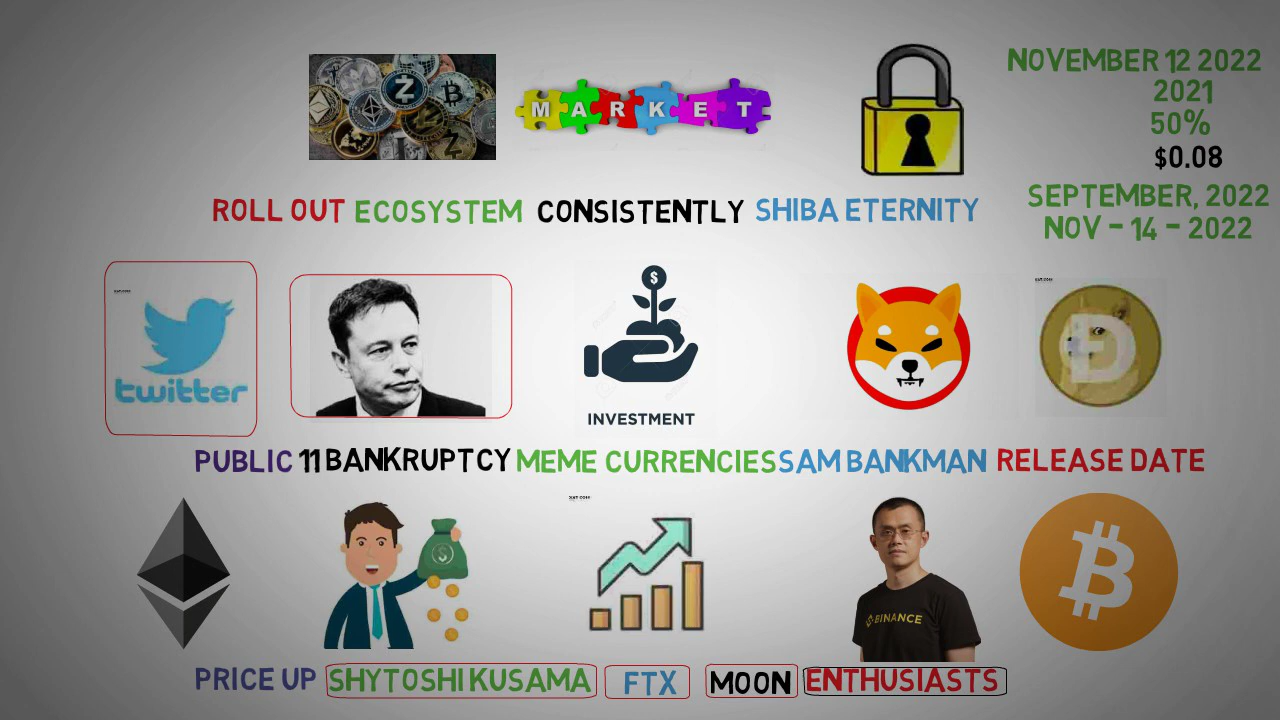 NOVEMBER 12 2022
2021
50%
$0.08
MARKET
ROLL OUT ECOSYSTEM CONSISTENTLY SHIBA ETERNITY
SEPTEMBER, 2022
NOV - 14 - 2022
twitter
$
INVESTMENT
PUBLIC 11 BANKRUPTCY MEME CURRENCIES SAM BANKMAN RELEASE DATE
$
BINANCE
PRICE UP SHYTOSHI KUSAMA FTX MOON ENTHUSIASTS